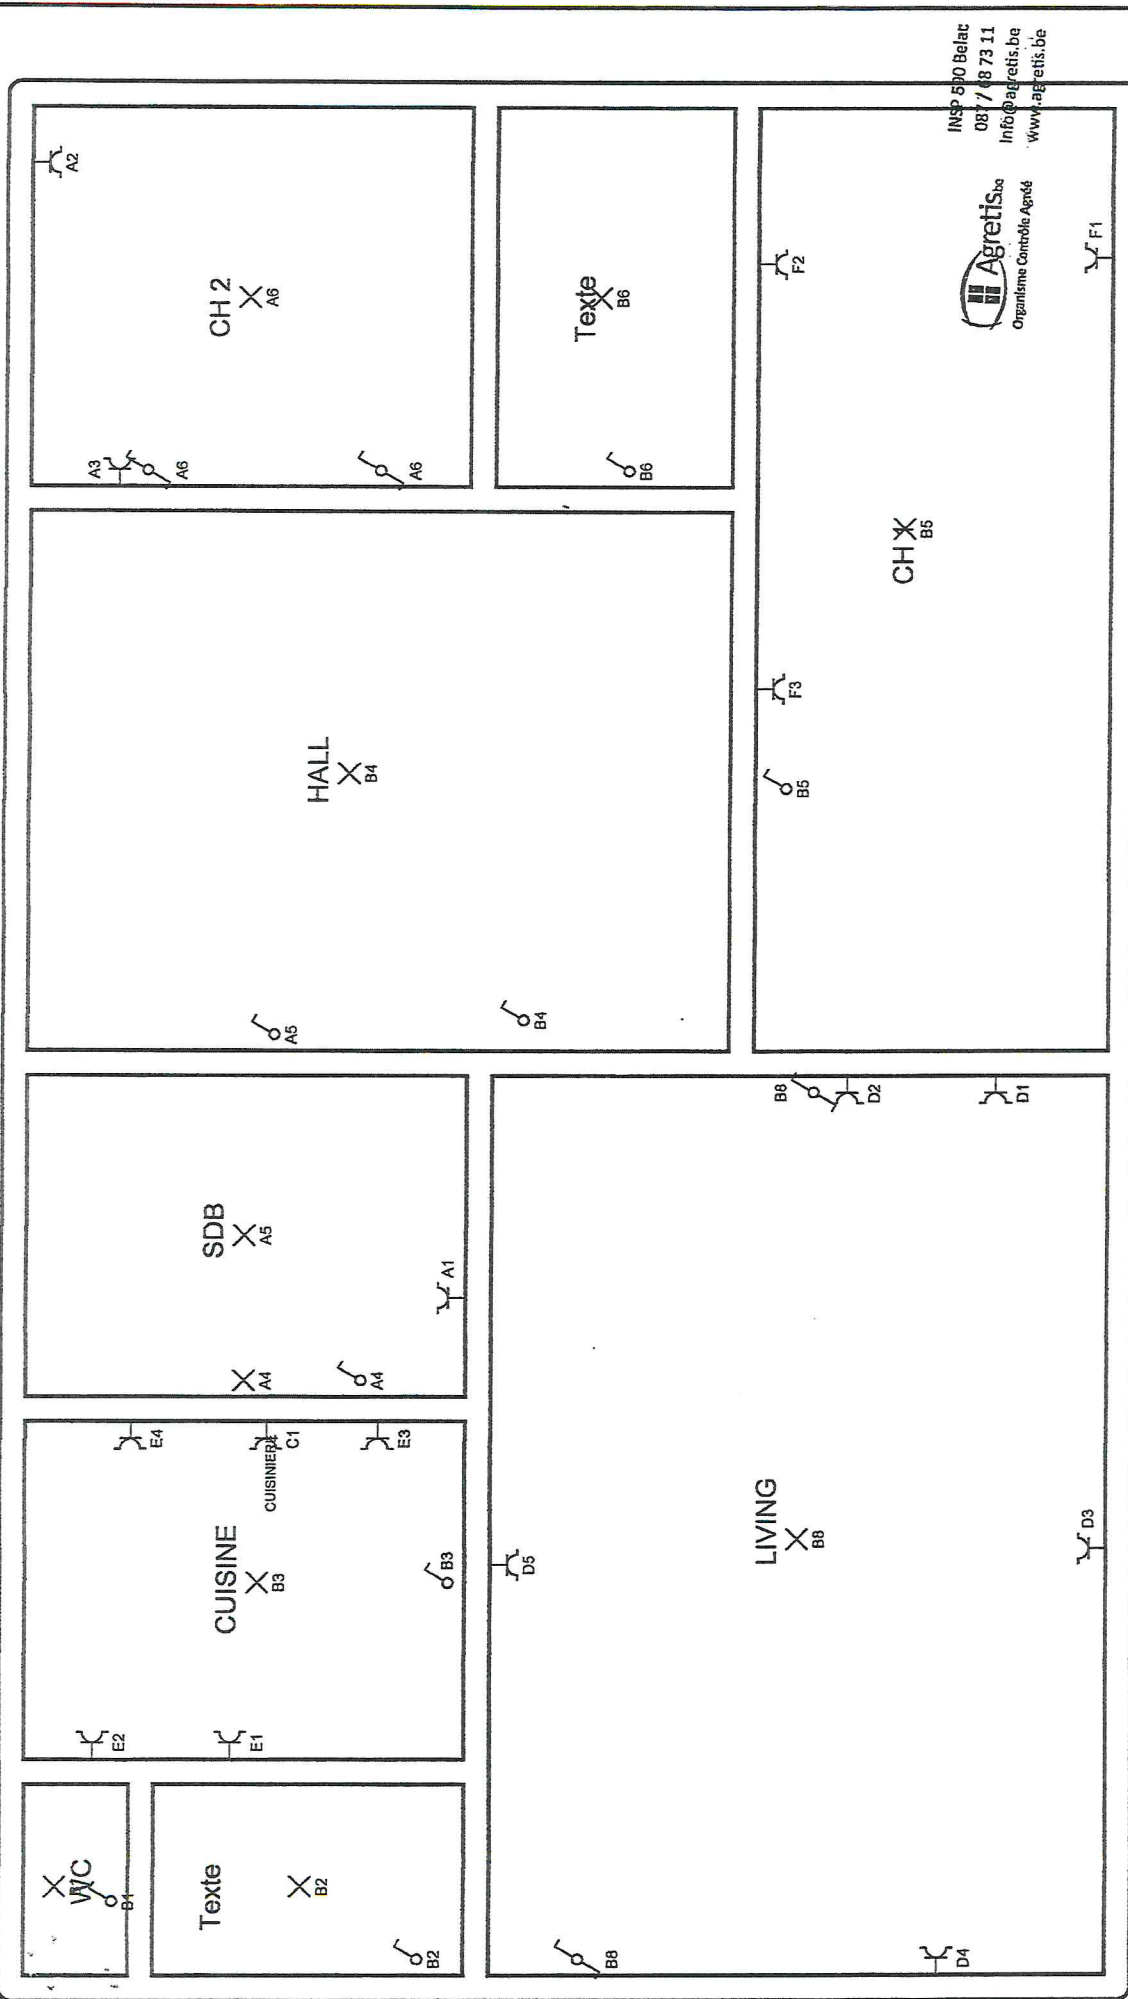 WC
B1
Texte
B2
B2
CUISINE
B3
B3
E2
E1
E4
CUISINIERE
C1
E3
SDB
A5
A4
A4
A1
HALL
B4
A5
B4
CH 2
A6
A2
A3
A6
A6
Texte
B6
B6
LIVING
B8
B8
B8
D5
D4
D3
D2
D1
CH
B5
B5
F3
F2
F1
Agretis.be
Organisme Contrôle Agréé
INSP 500 Belac
087 / 68 73 11
Info@agretis.be
www.agretis.be